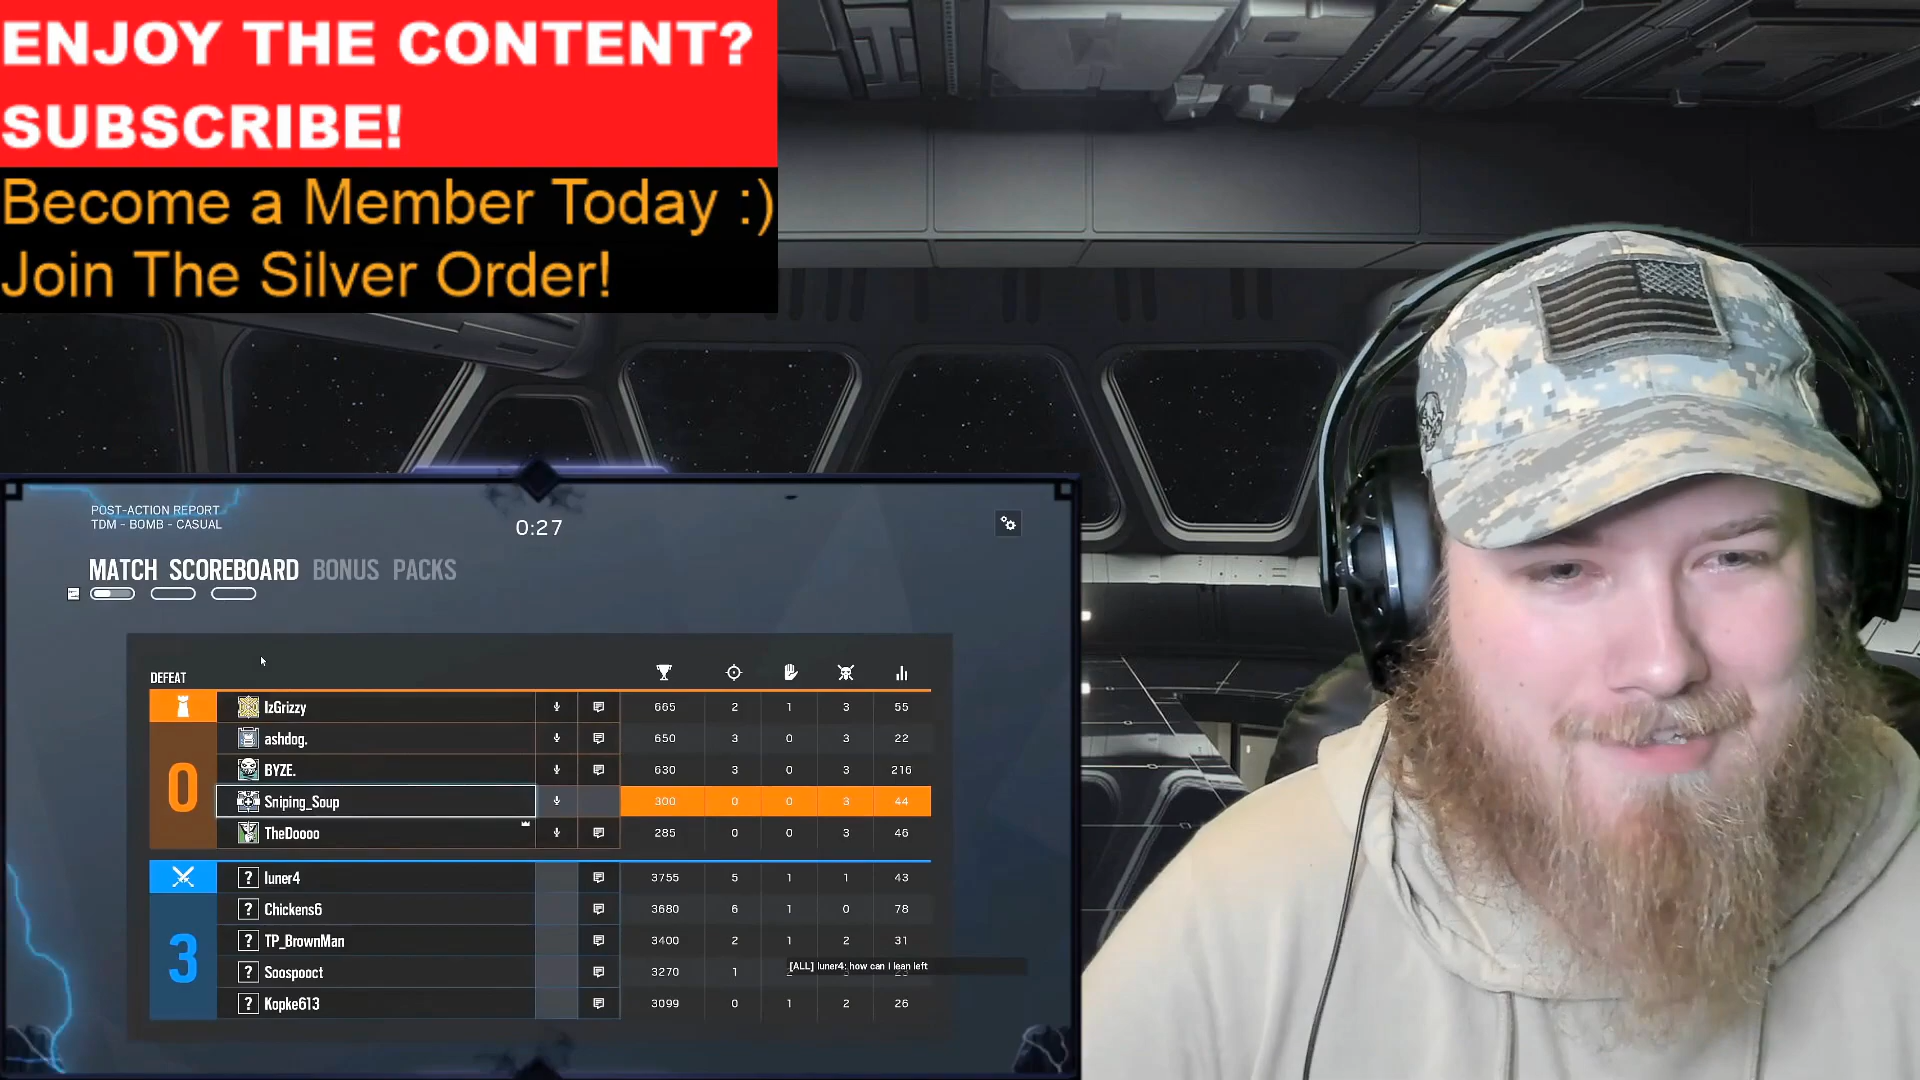 ENJOY THE CONTENT?
SUBSCRIBE!
Become a Member Today :)
Join The Silver Order!
POST-ACTION REPORT
TDM - BOMB - CASUAL
0:27
MATCH SCOREBOARD BONUS PACKS
DEFEAT
IzGrizzy 665 2 1 3 55
ashdog. 650 3 0 3 22
BYZE. 630 3 0 3 216
0
Sniping_Soup 300 0 0 3 44
TheDoooo 285 0 0 3 46
? luner4 3755 5 1 1 43
? Chickens6 3680 6 1 0 78
? TP_BrownMan 3400 2 1 2 31
3
[ALL] luner4: how can I lean left
? Soospooct 3270 1
? Kopke613 3099 0 1 2 26